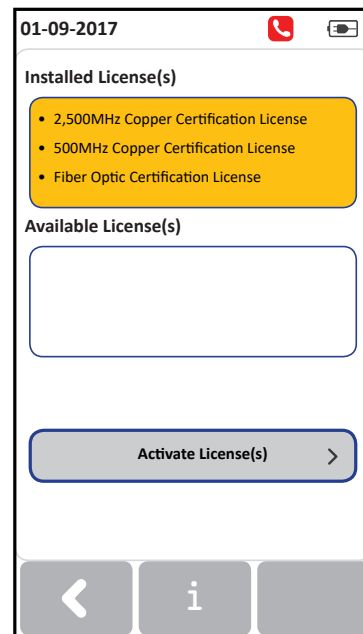 01-09-2017
Installed License(s)
• 2,500MHz Copper Certification License
• 500MHz Copper Certification License
• Fiber Optic Certification License
Available License(s)
Activate License(s)
i